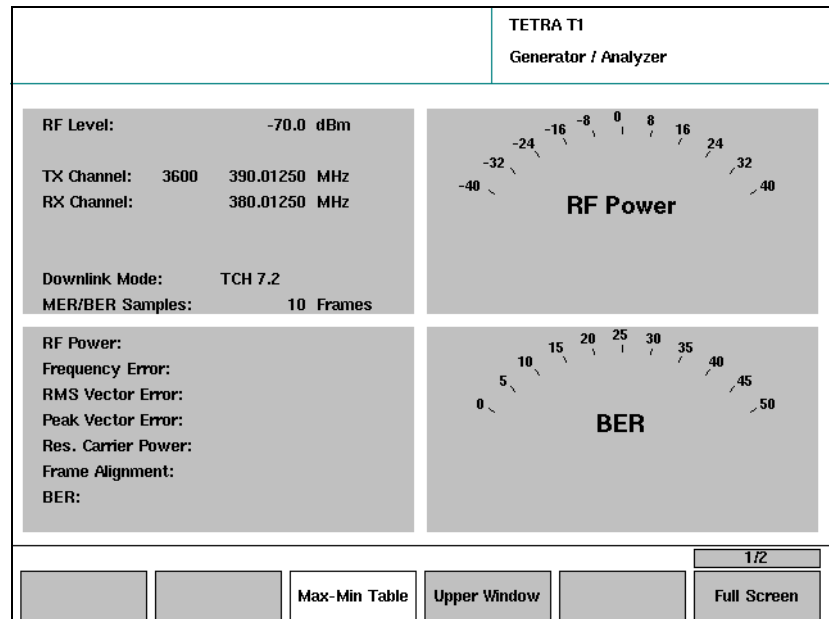 TETRA T1
Generator / Analyzer
RF Level: -70.0 dBm
TX Channel: 3600 390.01250 MHz
RX Channel: 380.01250 MHz
Downlink Mode: TCH 7.2
MER/BER Samples: 10 Frames
-40 -32 -24 -16 -8 0 8 16 24 32 40
RF Power
RF Power:
Frequency Error:
RMS Vector Error:
Peak Vector Error:
Res. Carrier Power:
Frame Alignment:
BER:
0 5 10 15 20 25 30 35 40 45 50
BER
1/2
Max-Min Table Upper Window Full Screen